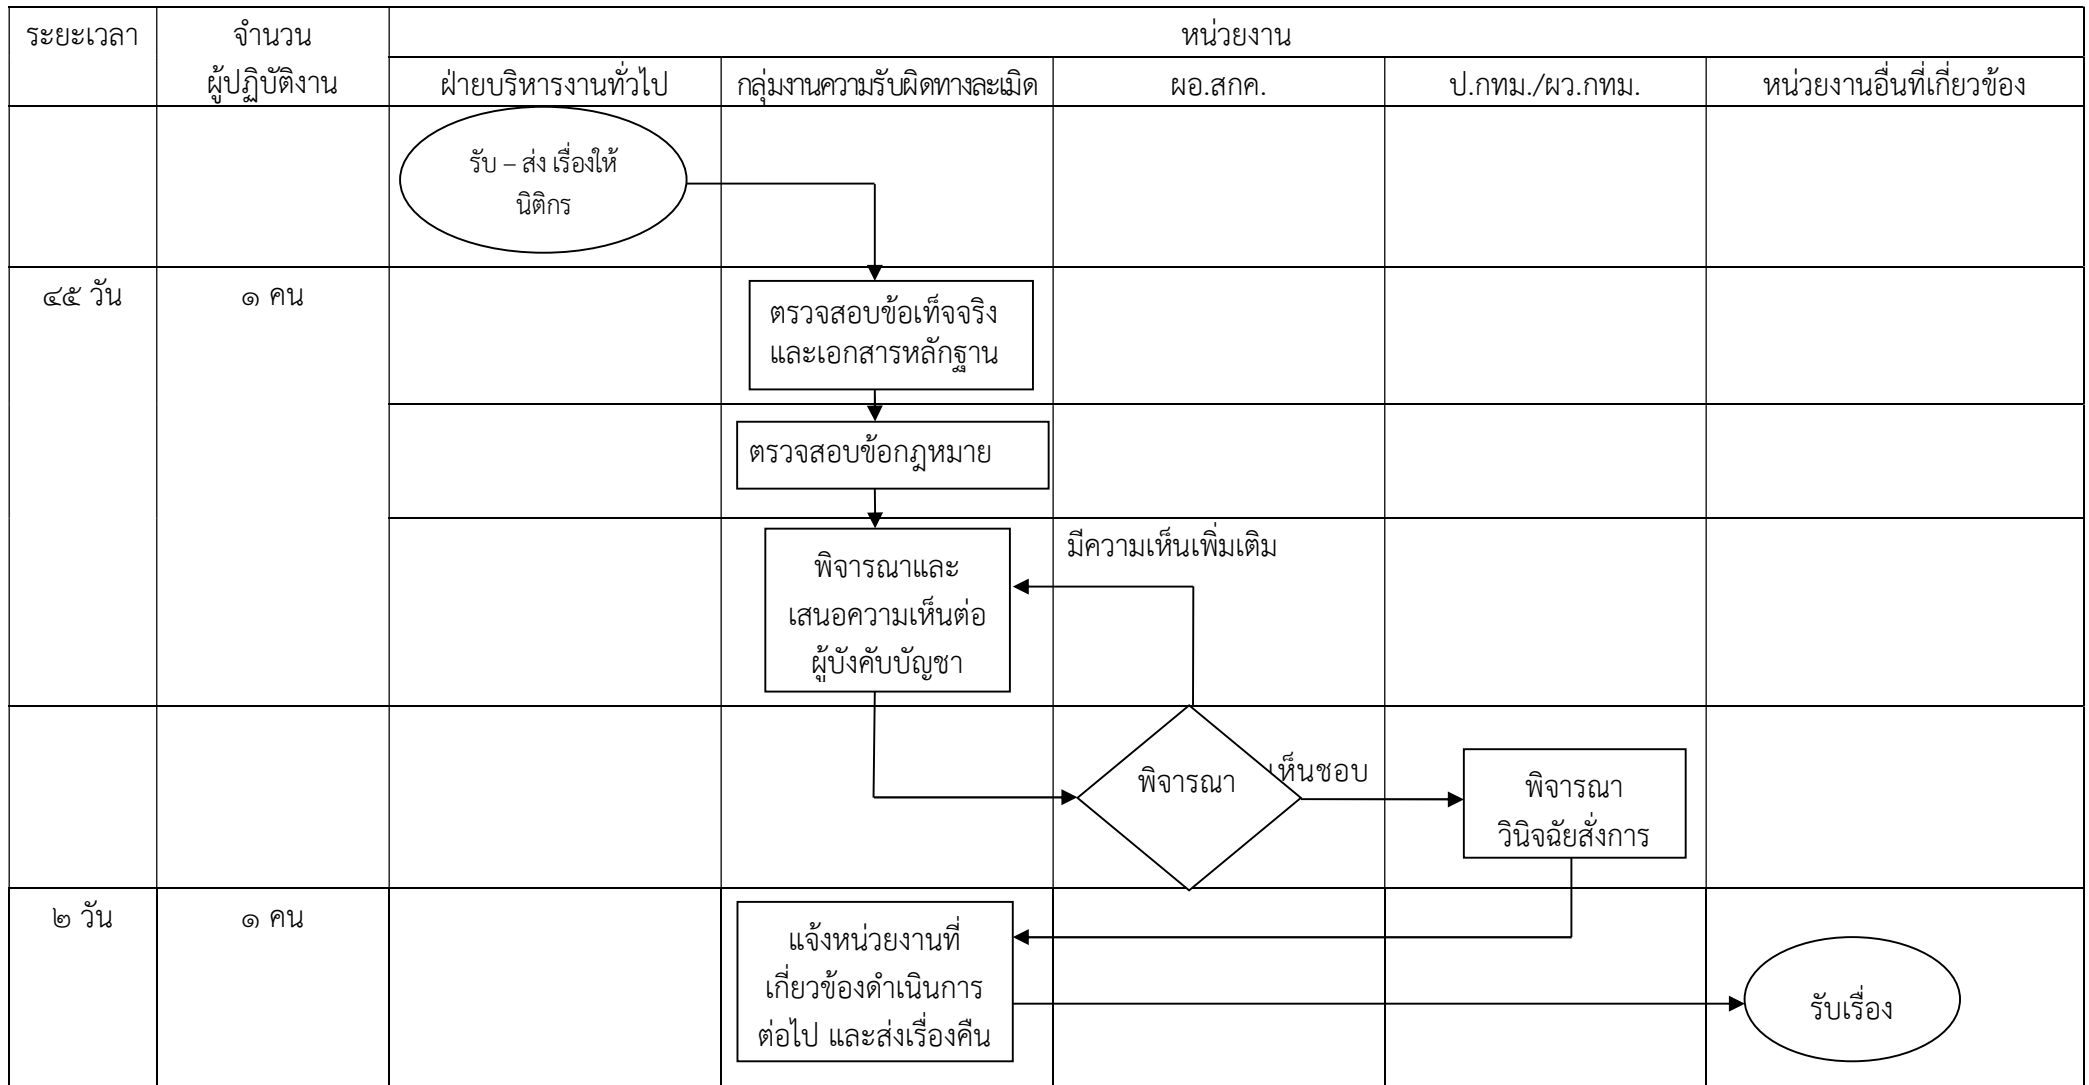 ระยะเวลา
จำนวน
ผู้ปฏิบัติงาน
หน่วยงาน
ฝ่ายบริหารงานทั่วไป
กลุ่มงานความรับผิดทางละเมิด
ผอ.สกค.
ป.กทม./ผว.กทม.
หน่วยงานอื่นที่เกี่ยวข้อง
รับ – ส่ง เรื่องให้
นิติกร
๔๕ วัน
๑ คน
ตรวจสอบข้อเท็จจริง
และเอกสารหลักฐาน
ตรวจสอบข้อกฎหมาย
มีความเห็นเพิ่มเติม
พิจารณาและ
เสนอความเห็นต่อ
ผู้บังคับบัญชา
พิจารณา
เห็นชอบ
พิจารณา
วินิจฉัยสั่งการ
๒ วัน
๑ คน
แจ้งหน่วยงานที่
เกี่ยวข้องดำเนินการ
ต่อไป และส่งเรื่องคืน
รับเรื่อง